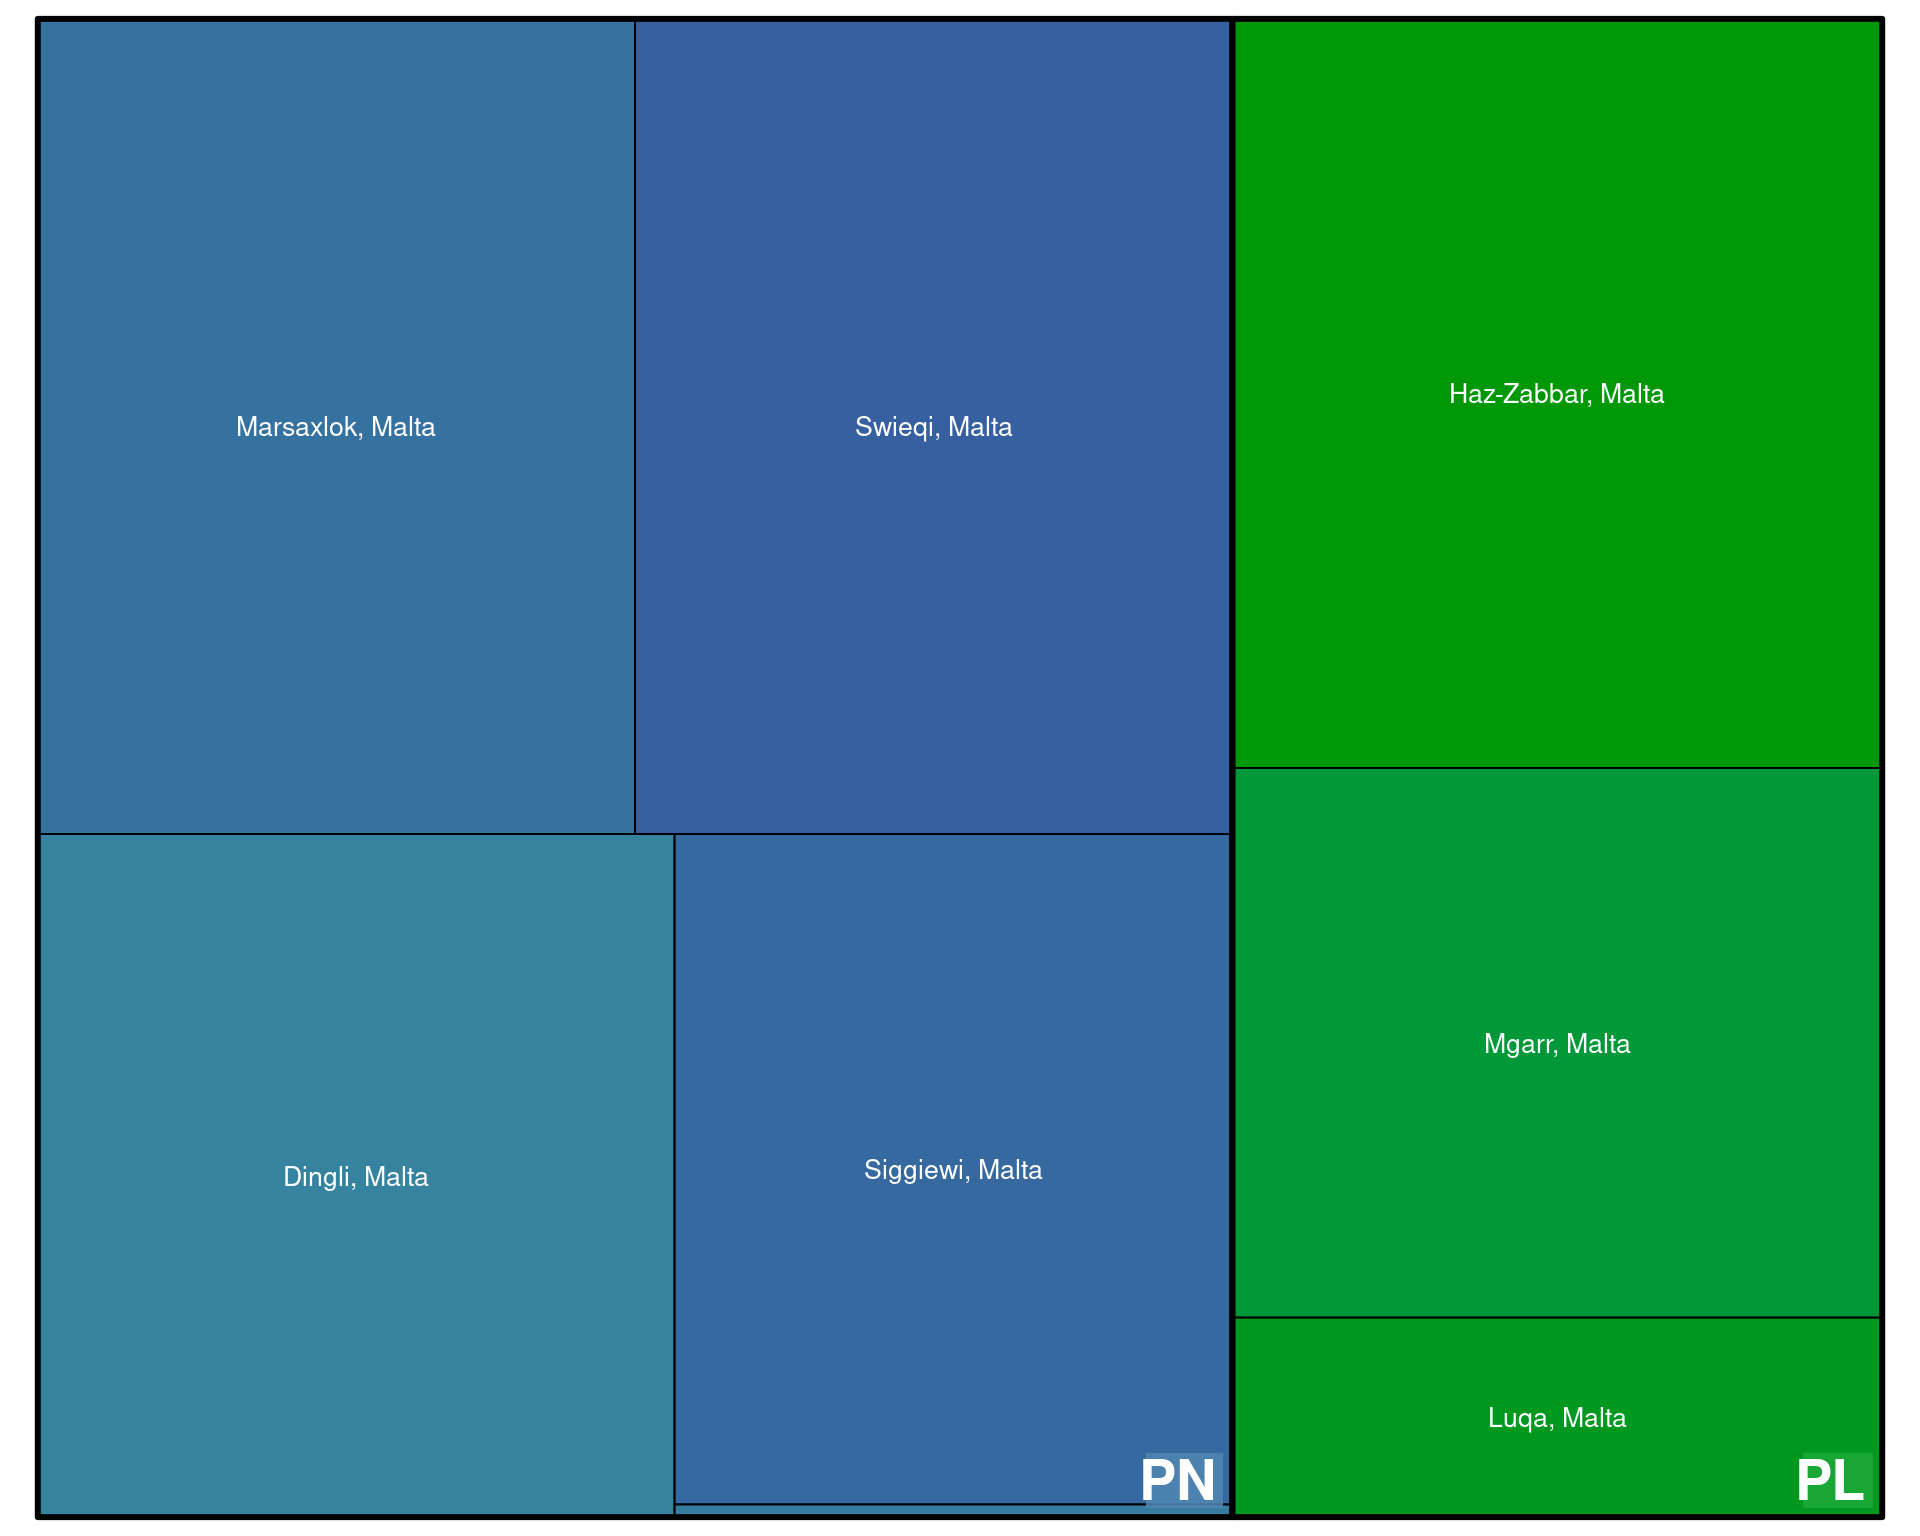 Marsaxlok, Malta
Swieqi, Malta
Haz-Zabbar, Malta
Mgarr, Malta
Dingli, Malta
Siggiewi, Malta
Luqa, Malta
PN
PL